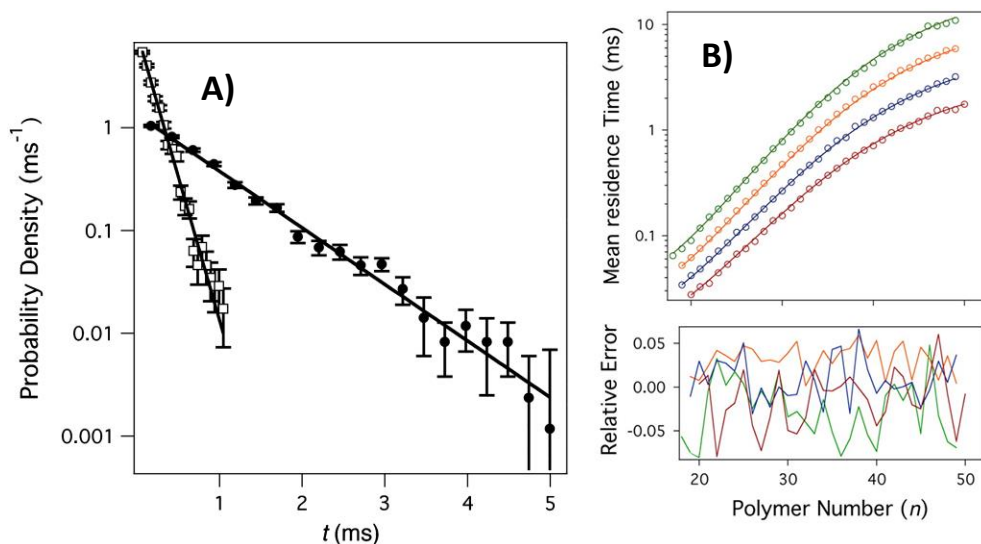 A)
Probability Density (ms⁻¹)
1
0.1
0.01
0.001
1 2 3 4 5
t (ms)
B)
Mean residence Time (ms)
10
1
0.1
Relative Error
0.05
0.00
-0.05
20 30 40 50
Polymer Number (n)